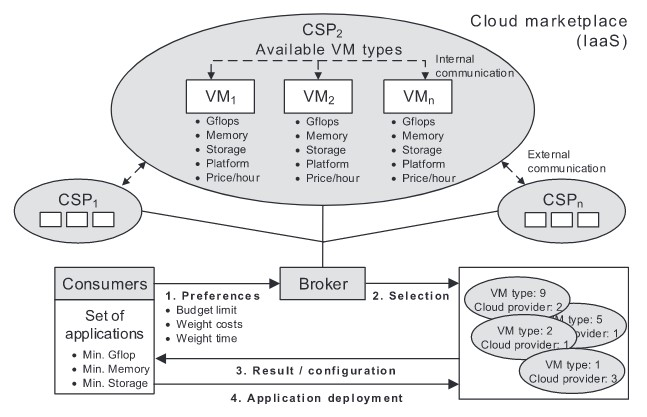 Cloud marketplace
(IaaS)
CSP2
Available VM types
Internal
communication
VM1
VM2
VMn
• Gflops
• Memory
• Storage
• Platform
• Price/hour
• Gflops
• Memory
• Storage
• Platform
• Price/hour
• Gflops
• Memory
• Storage
• Platform
• Price/hour
External
communication
CSP1
CSPn
Consumers
Set of
applications
• Min. Gflop
• Min. Memory
• Min. Storage
1. Preferences
• Budget limit
• Weight costs
• Weight time
Broker
2. Selection
VM type: 9
Cloud provider: 2
VM type: 5
provider: 1
VM type: 2
Cloud provider: 1
VM type: 1
Cloud provider: 3
3. Result / configuration
4. Application deployment